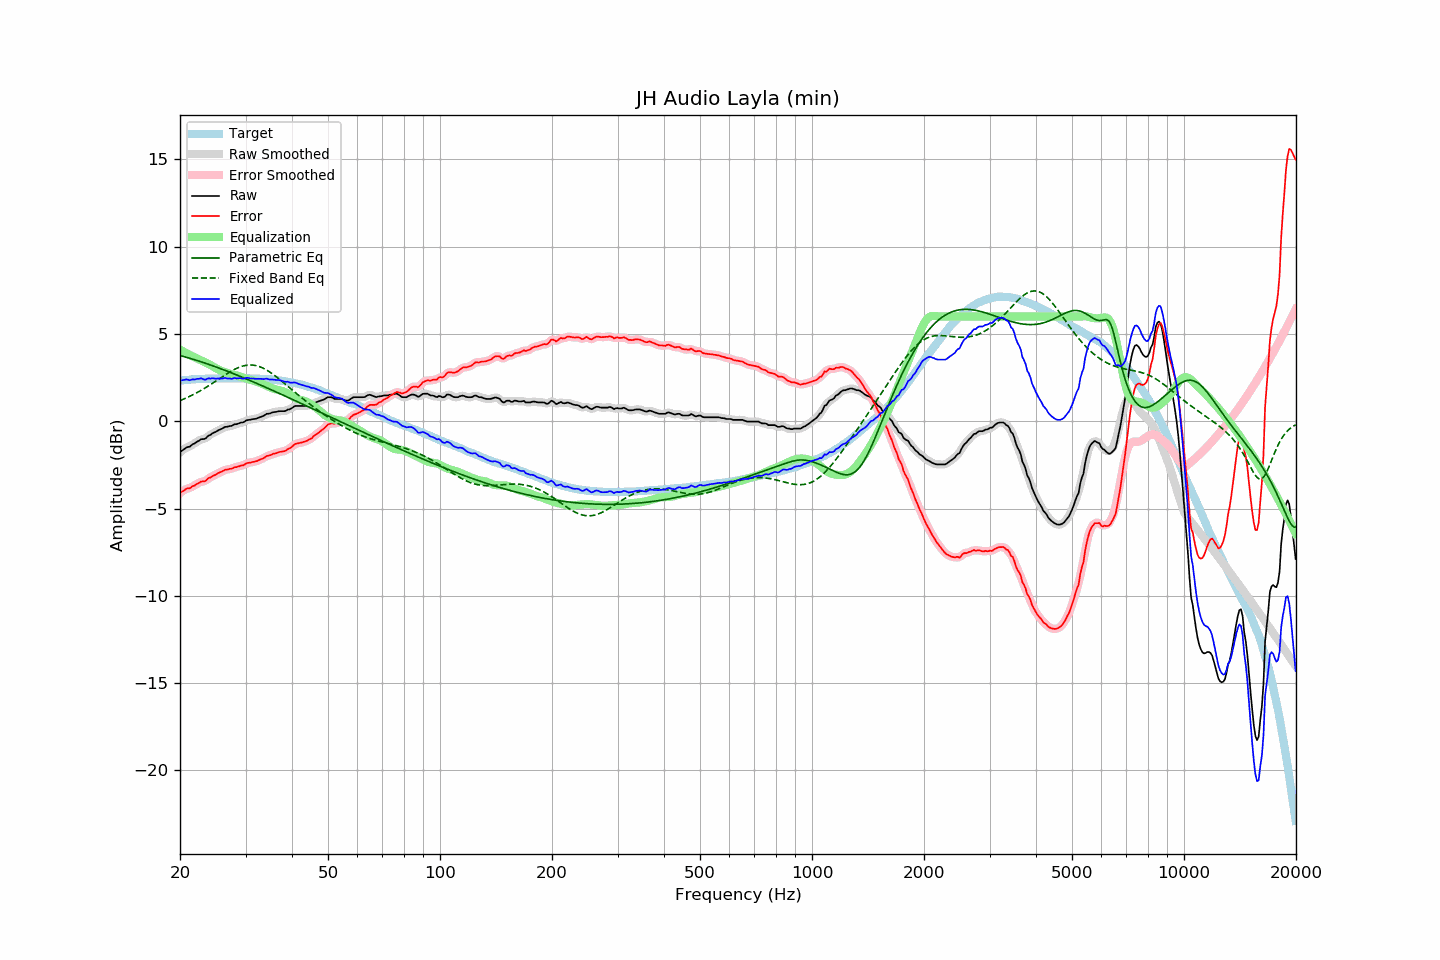 JH Audio Layla (min)
Target
Raw Smoothed
Error Smoothed
Raw
Error
Equalization
Parametric Eq
Fixed Band Eq
Equalized
15
10
5
0
−5
−10
−15
−20
Amplitude (dBr)
20 50 100 200 500 1000 2000 5000 10000 20000
Frequency (Hz)